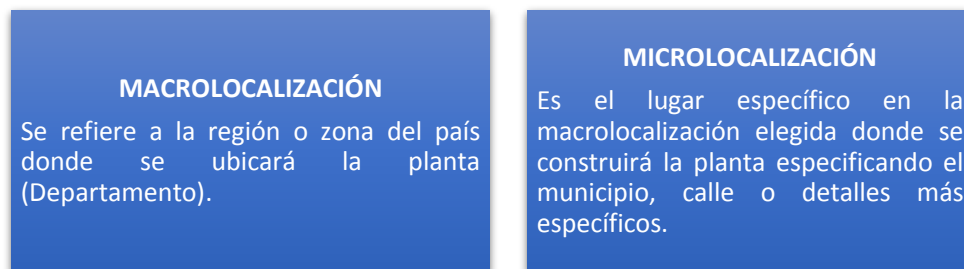 MACROLOCALIZACIÓN
Se refiere a la región o zona del país
donde se ubicará la planta
(Departamento).
MICROLOCALIZACIÓN
Es el lugar específico en la
macrolocalización elegida donde se
construirá la planta especificando el
municipio, calle o detalles más
específicos.